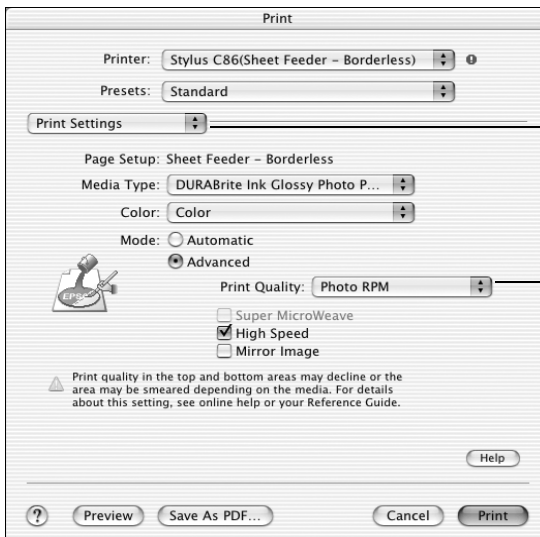 Print
Printer: Stylus C86(Sheet Feeder – Borderless)
Presets: Standard
Print Settings
Page Setup: Sheet Feeder – Borderless
Media Type: DURABrite Ink Glossy Photo P...
Color: Color
Mode: Automatic
Advanced
Print Quality: Photo RPM
Super MicroWeave
High Speed
Mirror Image
EPSO
Print quality in the top and bottom areas may decline or the
area may be smeared depending on the media. For details
about this setting, see online help or your Reference Guide.
Help
? Preview Save As PDF... Cancel Print